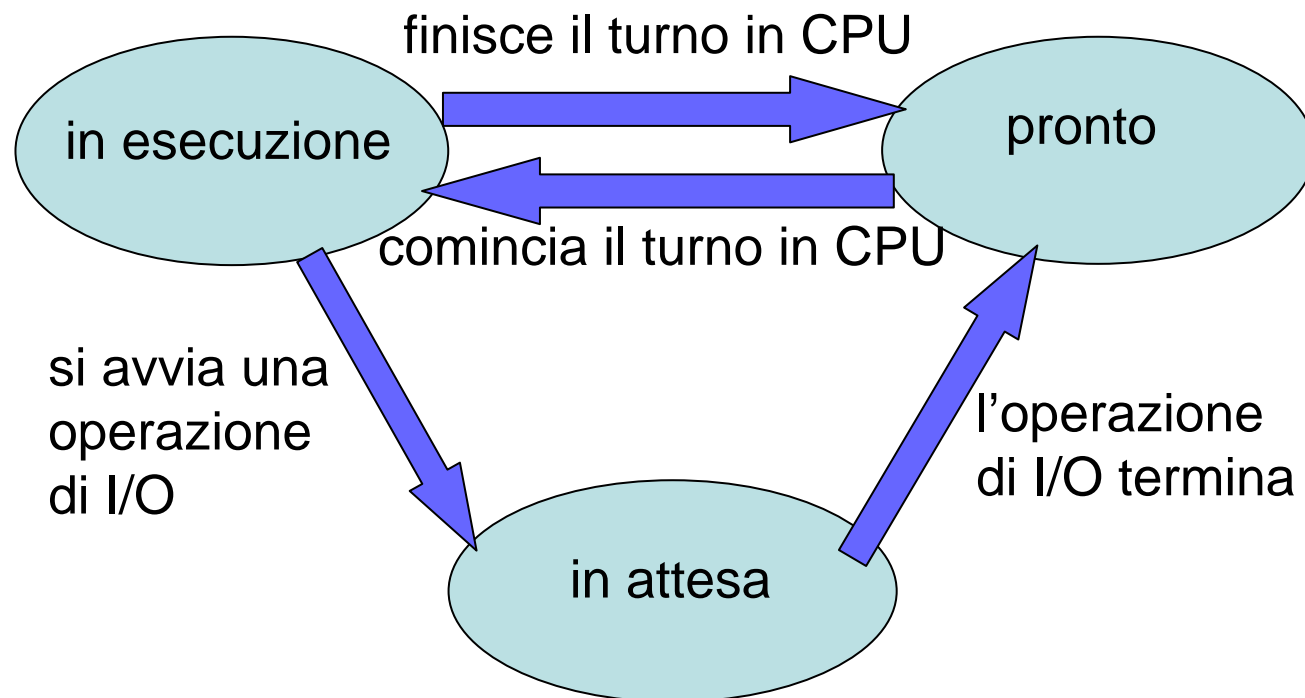 finisce il turno in CPU
in esecuzione
pronto
comincia il turno in CPU
si avvia una
operazione
di I/O
l’operazione
di I/O termina
in attesa